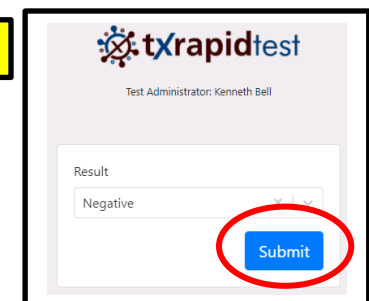 tXrapidtest
Test Administrator: Kenneth Bell
Result
Negative
Submit